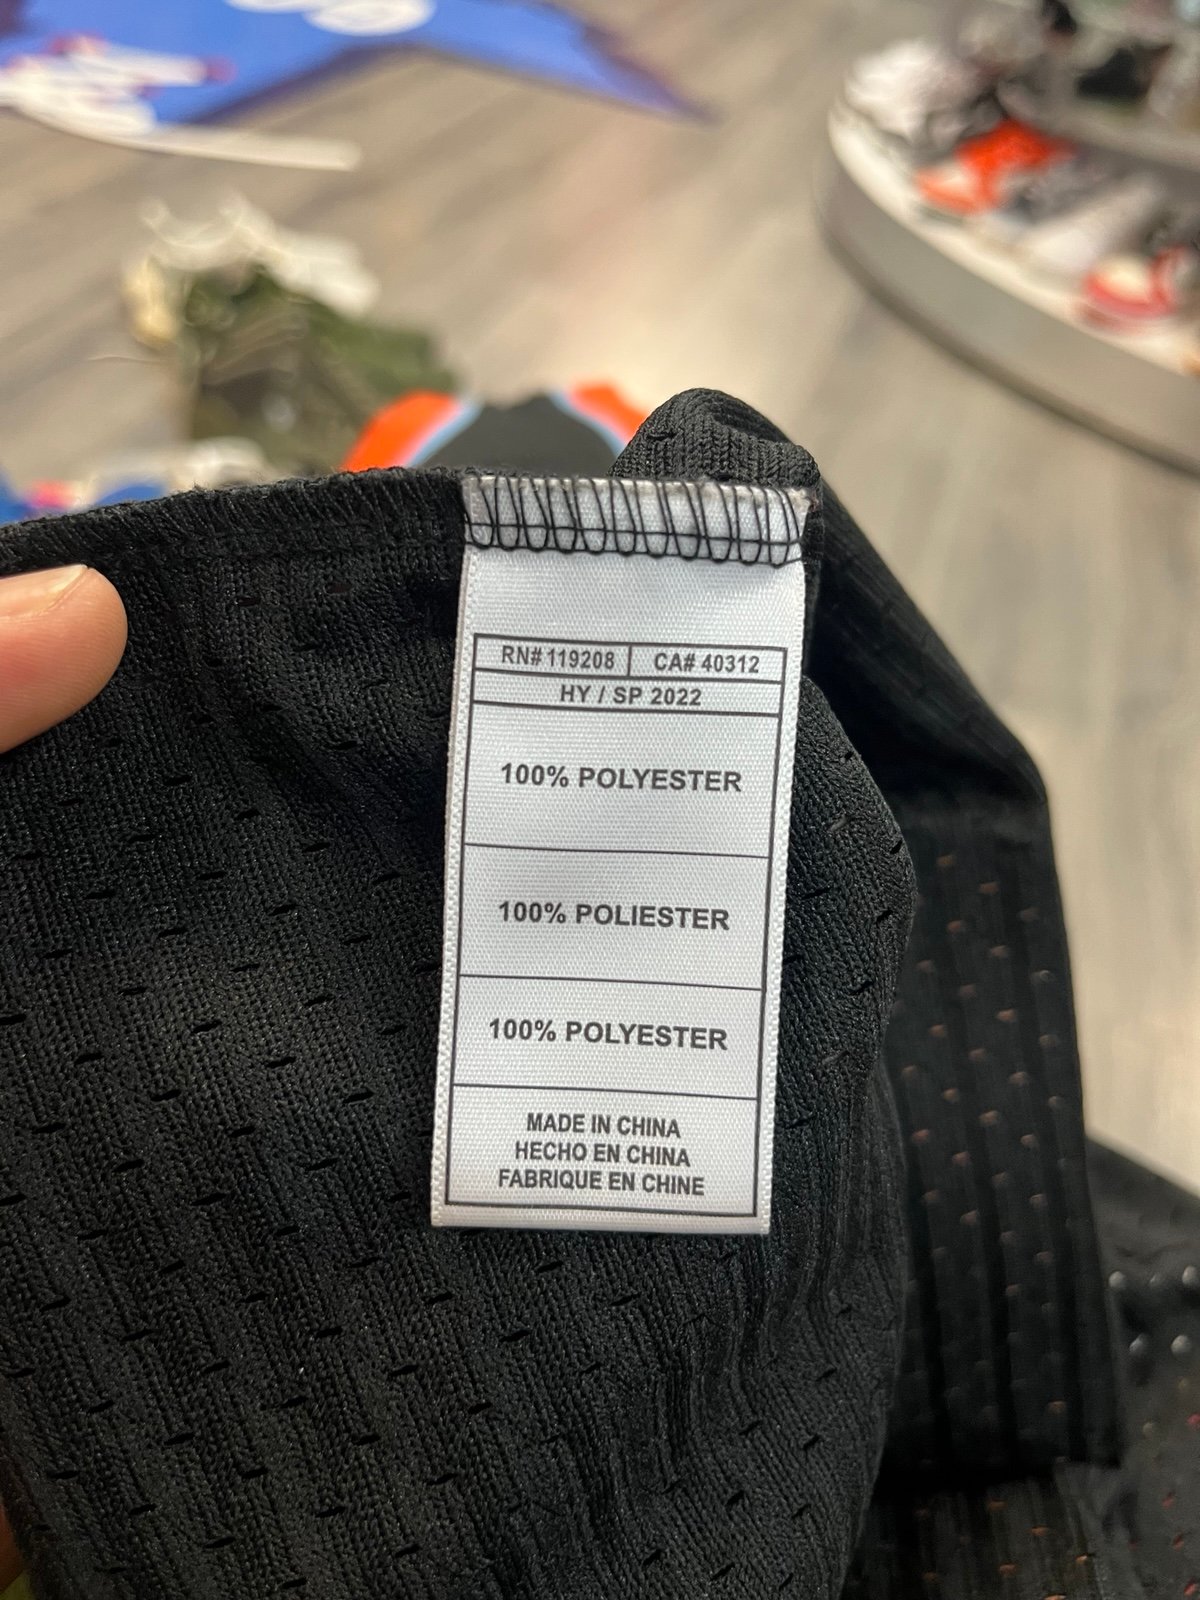 RN# 119208 CA# 40312
HY / SP 2022
100% POLYESTER
100% POLIESTER
100% POLYESTER
MADE IN CHINA
HECHO EN CHINA
FABRIQUE EN CHINE